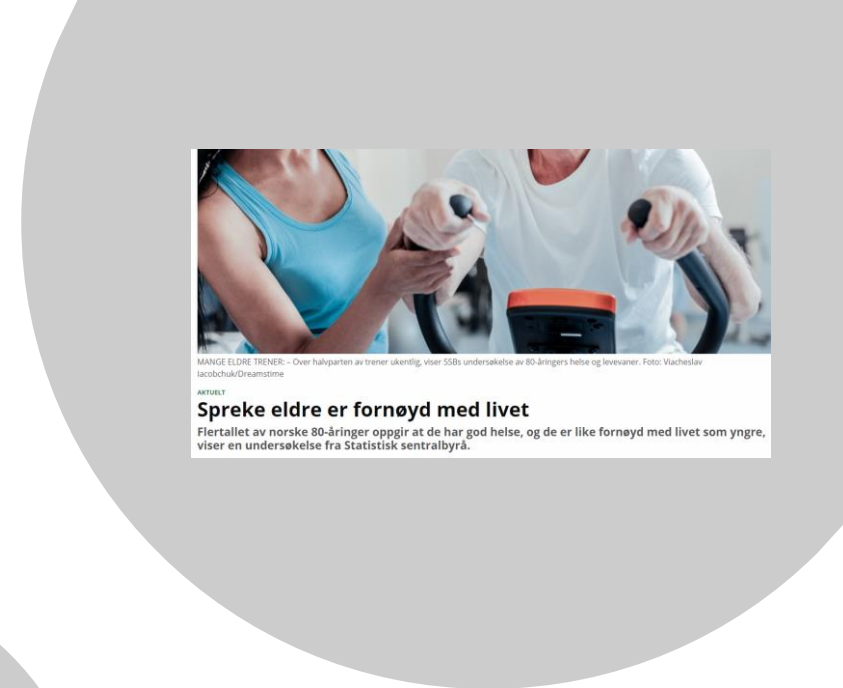 MANGE ELDRE TRENER: – Over halvparten av trener ukentlig, viser SSBs undersøkelse av 80-åringers helse og levevaner. Foto: Viacheslav
Iacobchuk/Dreamstime
AKTUELT
Spreke eldre er fornøyd med livet
Flertallet av norske 80-åringer oppgir at de har god helse, og de er like fornøyd med livet som yngre,
viser en undersøkelse fra Statistisk sentralbyrå.